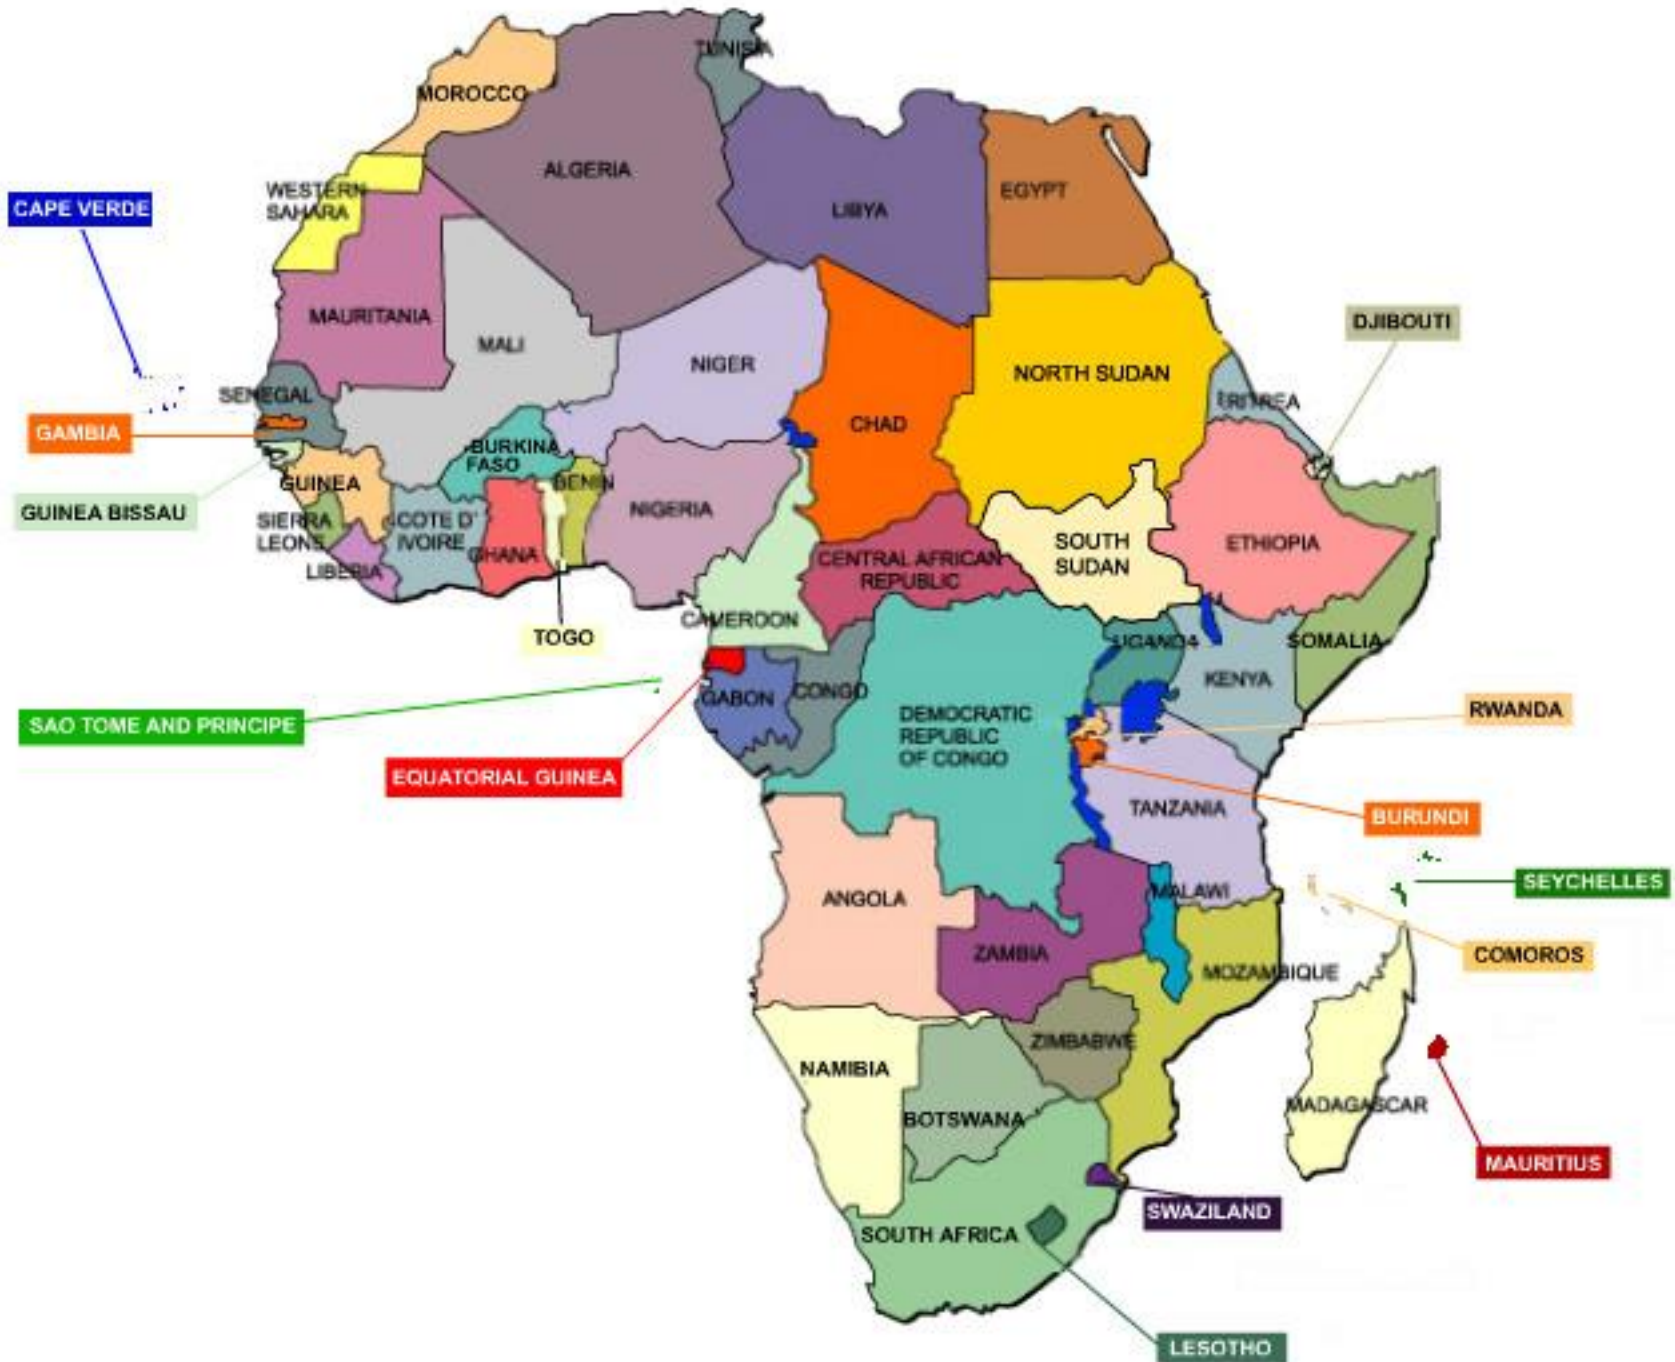 TUNISIA
MOROCCO
ALGERIA
WESTERN
SAHARA
LIBYA
EGYPT
CAPE VERDE
MAURITANIA
MALI
NIGER
CHAD
NORTH SUDAN
DJIBOUTI
SENEGAL
ERITREA
GAMBIA
BURKINA
FASO
GUINEA
BENIN
NIGERIA
GUINEA BISSAU
SIERRA
LEONE
COTE D'
IVOIRE
GHANA
LIBERIA
CENTRAL AFRICAN
REPUBLIC
SOUTH
SUDAN
ETHIOPIA
TOGO
CAMERDON
UGANDA
SOMALIA
KENYA
GABON
CONGO
SAO TOME AND PRINCIPE
DEMOCRATIC
REPUBLIC
OF CONGO
RWANDA
EQUATORIAL GUINEA
TANZANIA
BURUNDI
ANGOLA
MALAWI
SEYCHELLES
ZAMBIA
COMOROS
MOZAMBIQUE
ZIMBABWE
NAMIBIA
BOTSWANA
MADAGASCAR
MAURITIUS
SWAZILAND
SOUTH AFRICA
LESOTHO